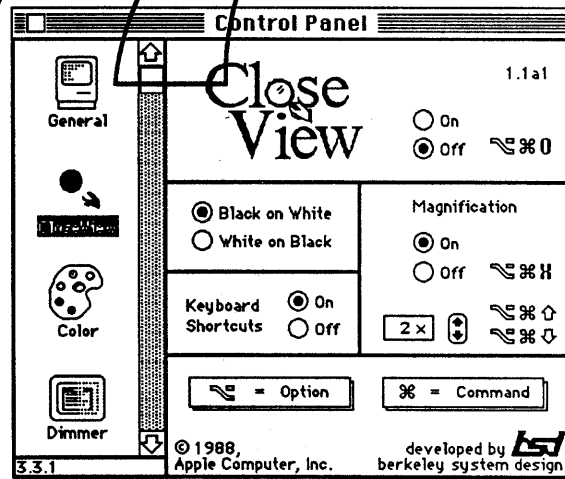 Control Panel
General
CloseView
Color
Dimmer
3.3.1
Close
View
1.1a1
On
Off ⌥⌘O
Black on White
White on Black
Keyboard
Shortcuts
On
Off
Magnification
On
Off ⌥⌘X
2×
⌥⌘⇧
⌥⌘⇩
⌥ = Option
⌘ = Command
© 1988,
Apple Computer, Inc.
developed by bsd
berkeley system design